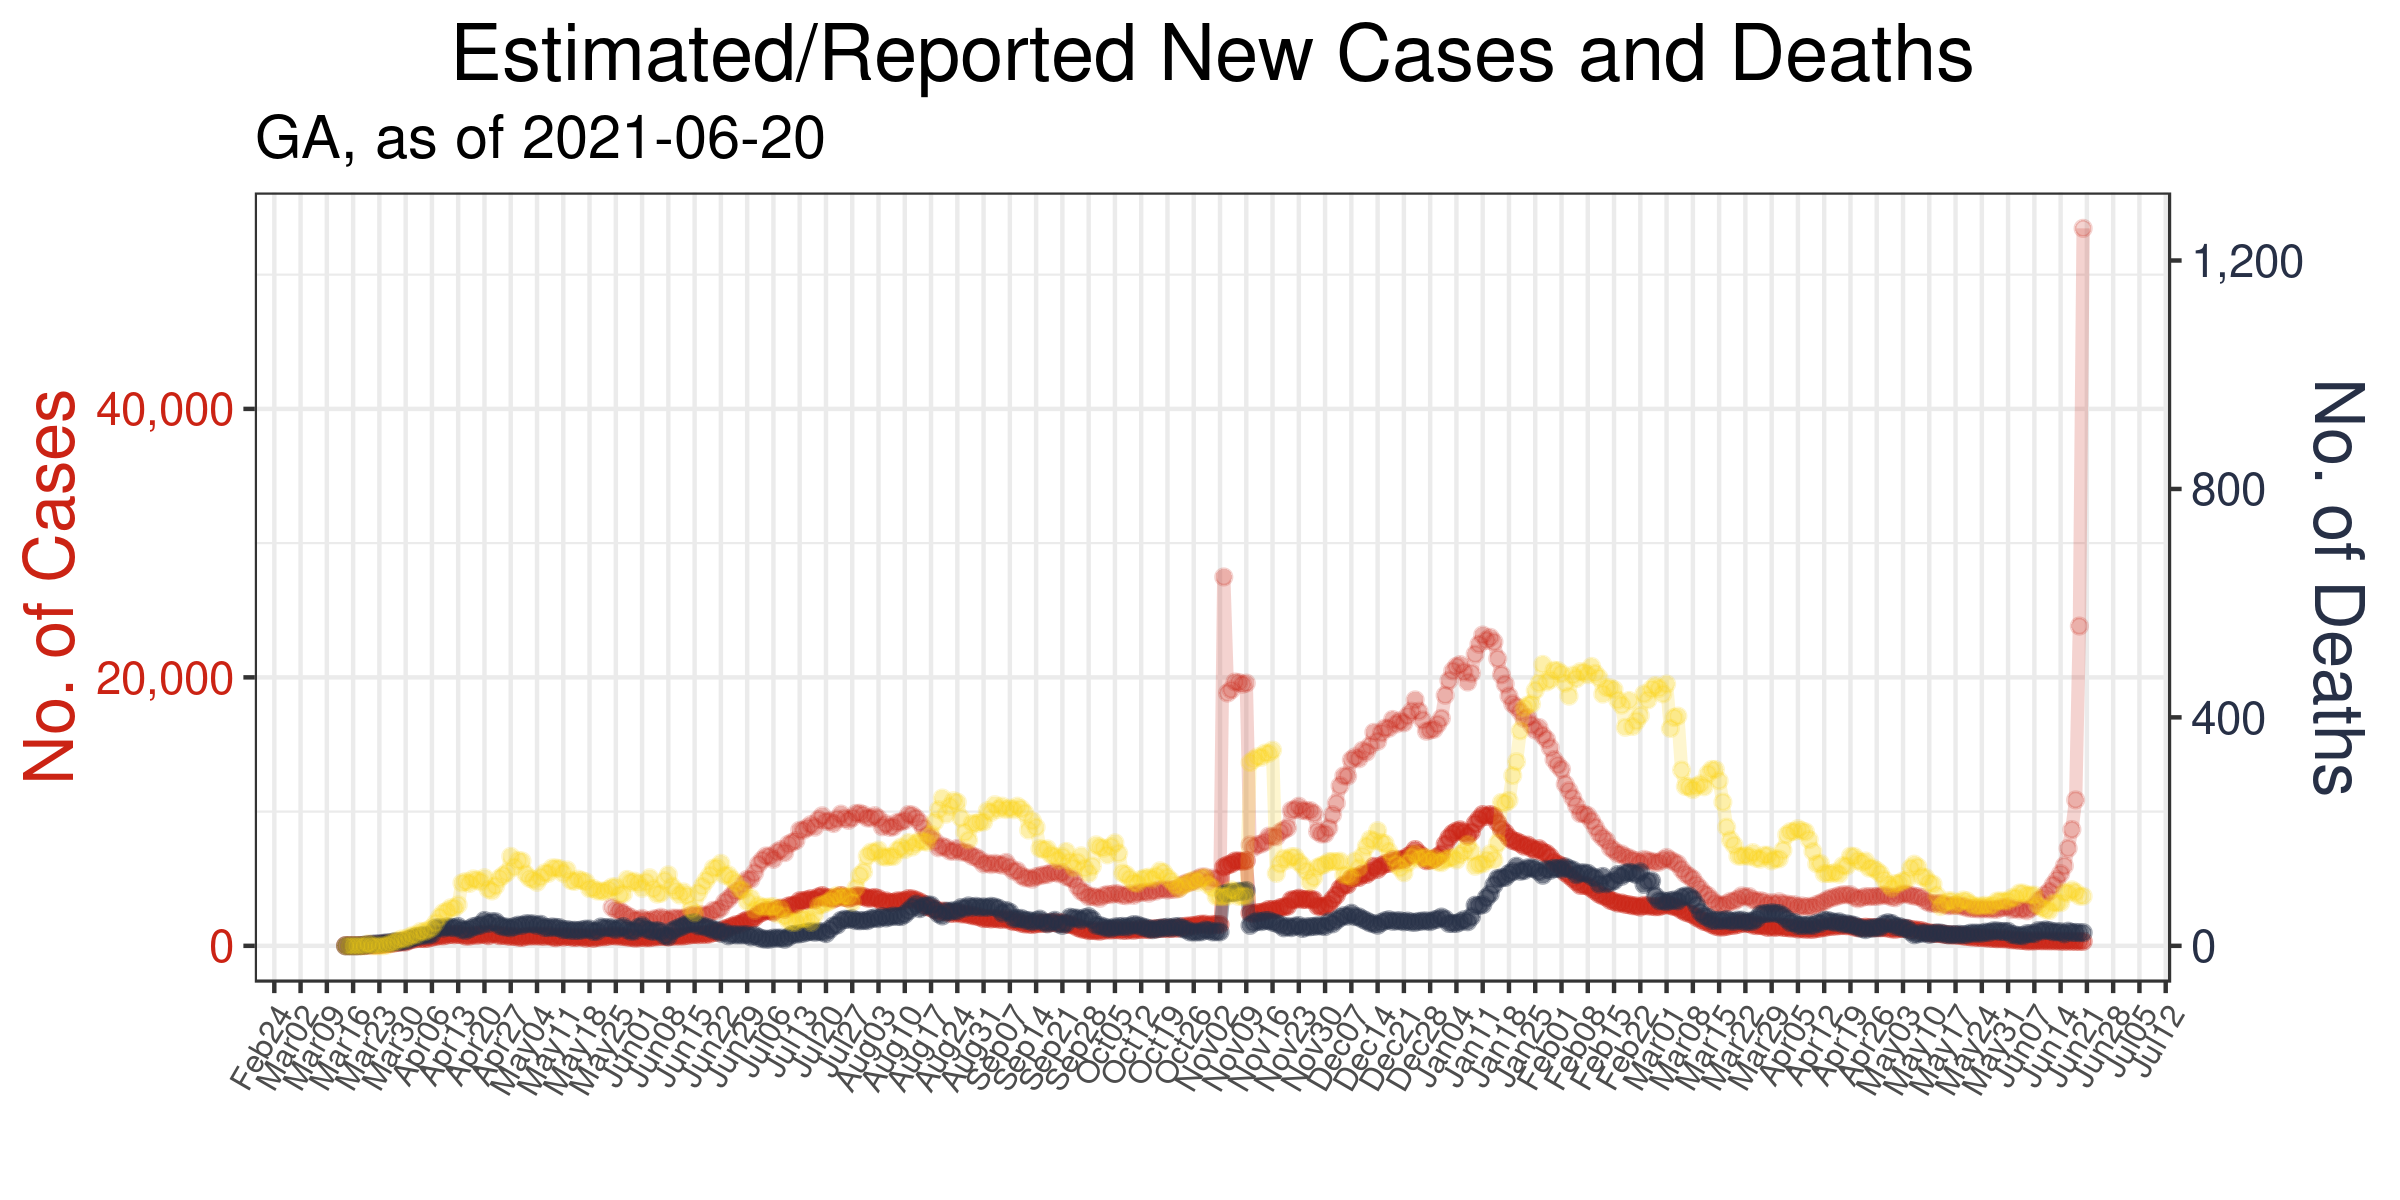 Estimated/Reported New Cases and Deaths
GA, as of 2021-06-20
No. of Cases
40,000
20,000
0
1,200
800
400
0
No. of Deaths
Feb24
Mar02
Mar09
Mar16
Mar23
Mar30
Apr06
Apr13
Apr20
Apr27
May04
May11
May18
May25
Jun01
Jun08
Jun15
Jun22
Jun29
Jul06
Jul13
Jul20
Jul27
Aug03
Aug10
Aug17
Aug24
Aug31
Sep07
Sep14
Sep21
Sep28
Oct05
Oct12
Oct19
Oct26
Nov02
Nov09
Nov16
Nov23
Nov30
Dec07
Dec14
Dec21
Dec28
Jan04
Jan11
Jan18
Jan25
Feb01
Feb08
Feb15
Feb22
Mar01
Mar08
Mar15
Mar22
Mar29
Apr05
Apr12
Apr19
Apr26
May03
May10
May17
May24
May31
Jun07
Jun14
Jun21
Jun28
Jul05
Jul12